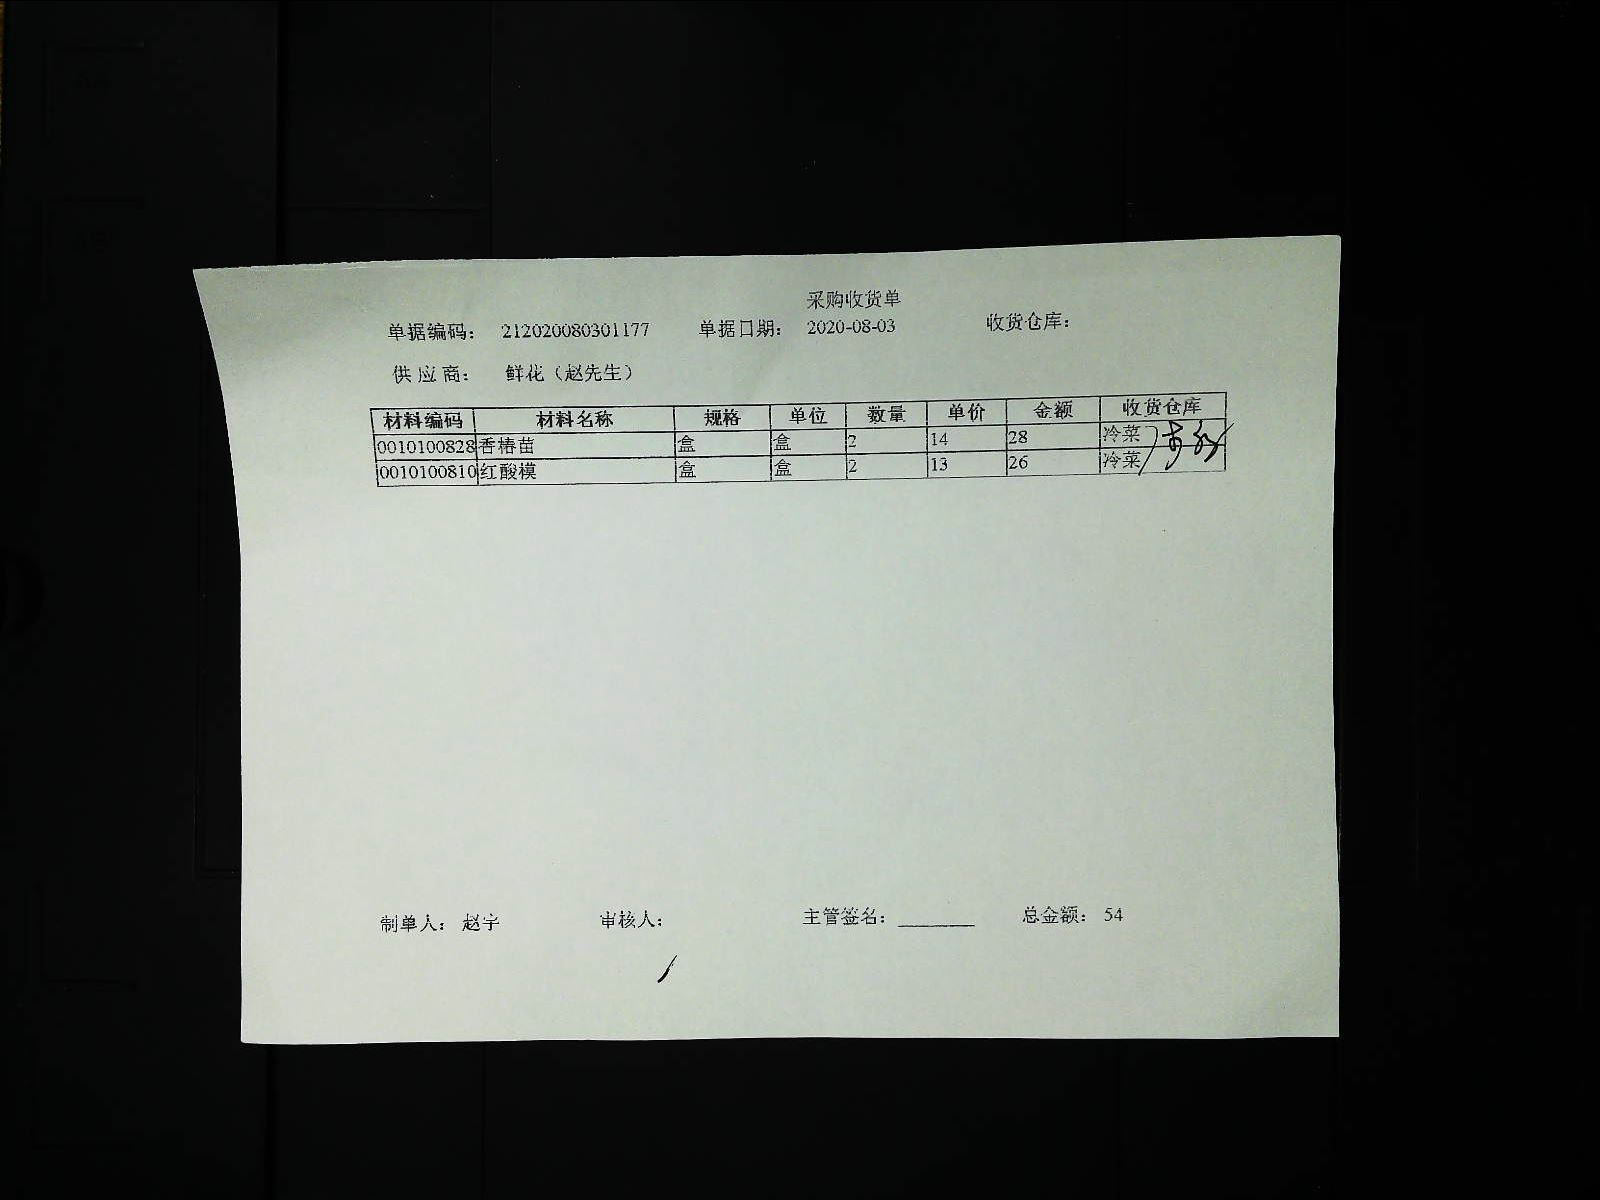 采购收货单
单据编码： 212020080301177 单据日期： 2020-08-03 收货仓库：
供应商： 鲜花（赵先生）
材料编码 材料名称 规格 单位 数量 单价 金额 收货仓库
0010100828 香椿苗 盒 盒 2 14 28 冷菜
0010100810 红酸模 盒 盒 2 13 26 冷菜
制单人： 赵宇 审核人： 主管签名： 总金额： 54